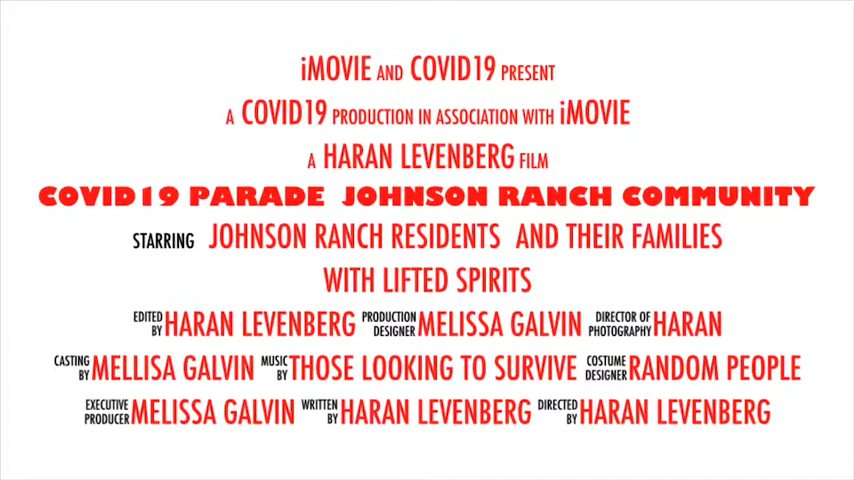 iMOVIE AND COVID19 PRESENT
A COVID19 PRODUCTION IN ASSOCIATION WITH iMOVIE
A HARAN LEVENBERG FILM
COVID19 PARADE JOHNSON RANCH COMMUNITY
STARRING JOHNSON RANCH RESIDENTS AND THEIR FAMILIES
WITH LIFTED SPIRITS
EDITED BY HARAN LEVENBERG PRODUCTION DESIGNER MELISSA GALVIN DIRECTOR OF PHOTOGRAPHY HARAN
CASTING BY MELLISA GALVIN MUSIC BY THOSE LOOKING TO SURVIVE COSTUME DESIGNER RANDOM PEOPLE
EXECUTIVE PRODUCER MELISSA GALVIN WRITTEN BY HARAN LEVENBERG DIRECTED BY HARAN LEVENBERG